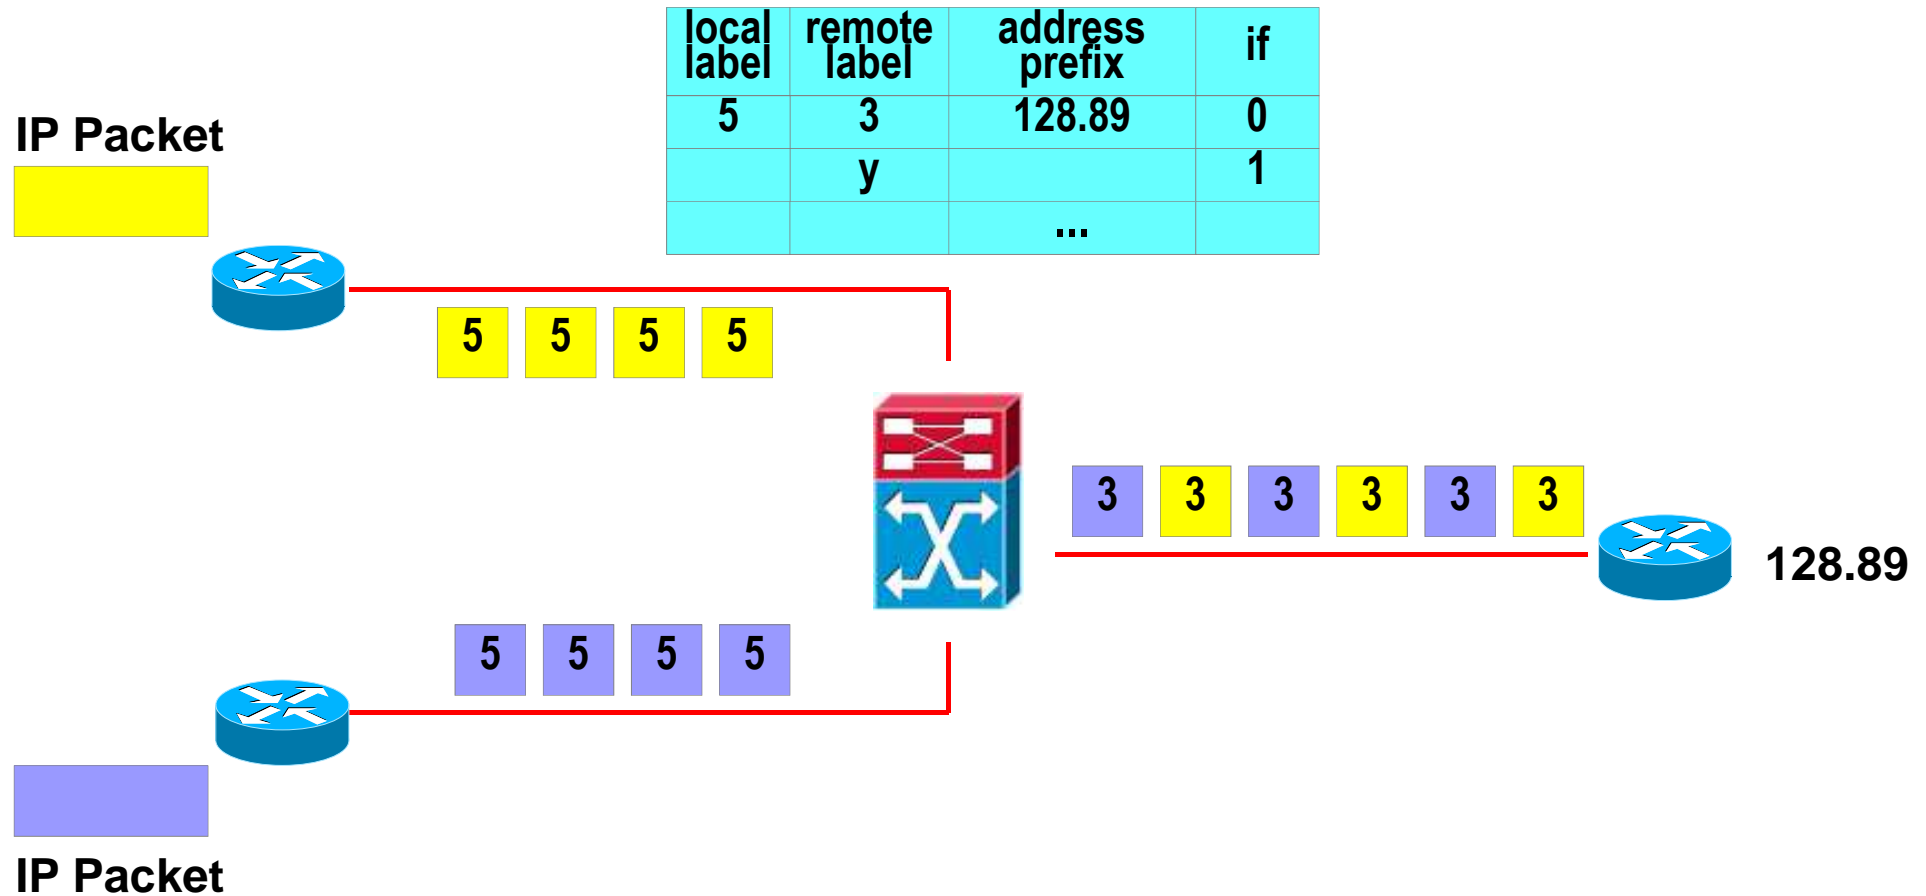 local label remote label address prefix if
5 3 128.89 0
y 1
...
IP Packet
5 5 5 5
3 3 3 3 3 3
128.89
5 5 5 5
IP Packet